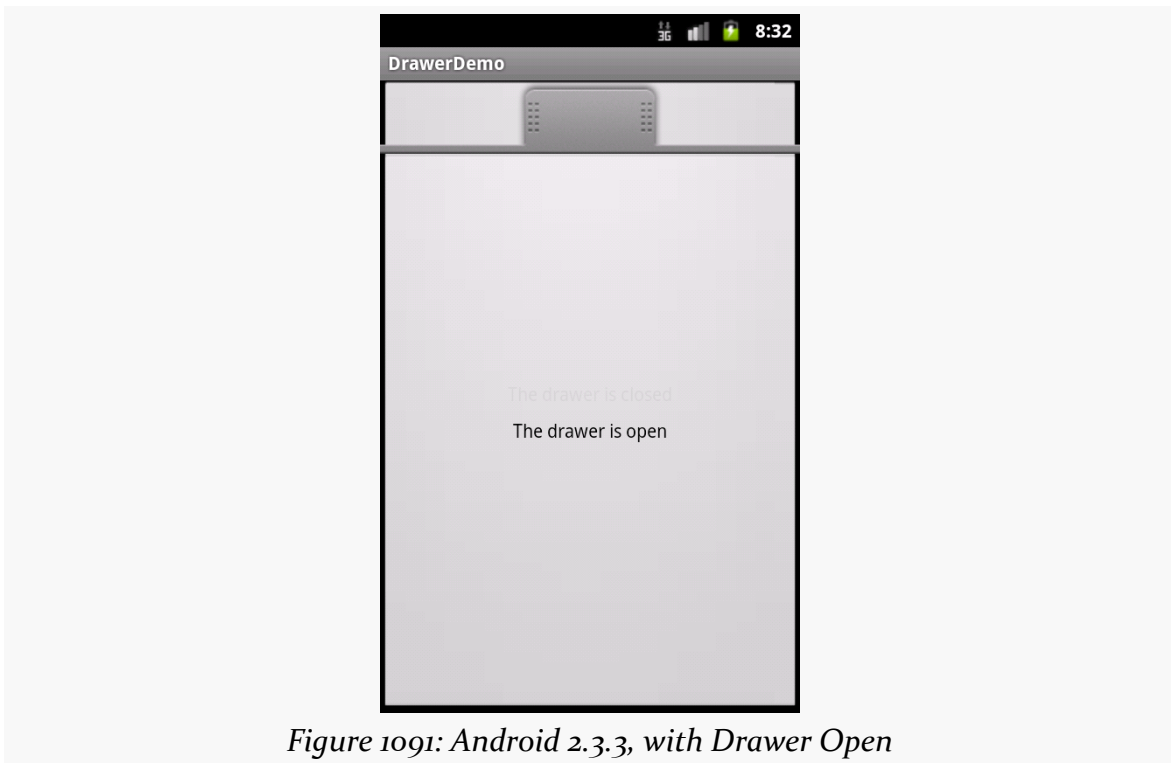 3G 8:32
DrawerDemo
The drawer is closed
The drawer is open
Figure 1091: Android 2.3.3, with Drawer Open